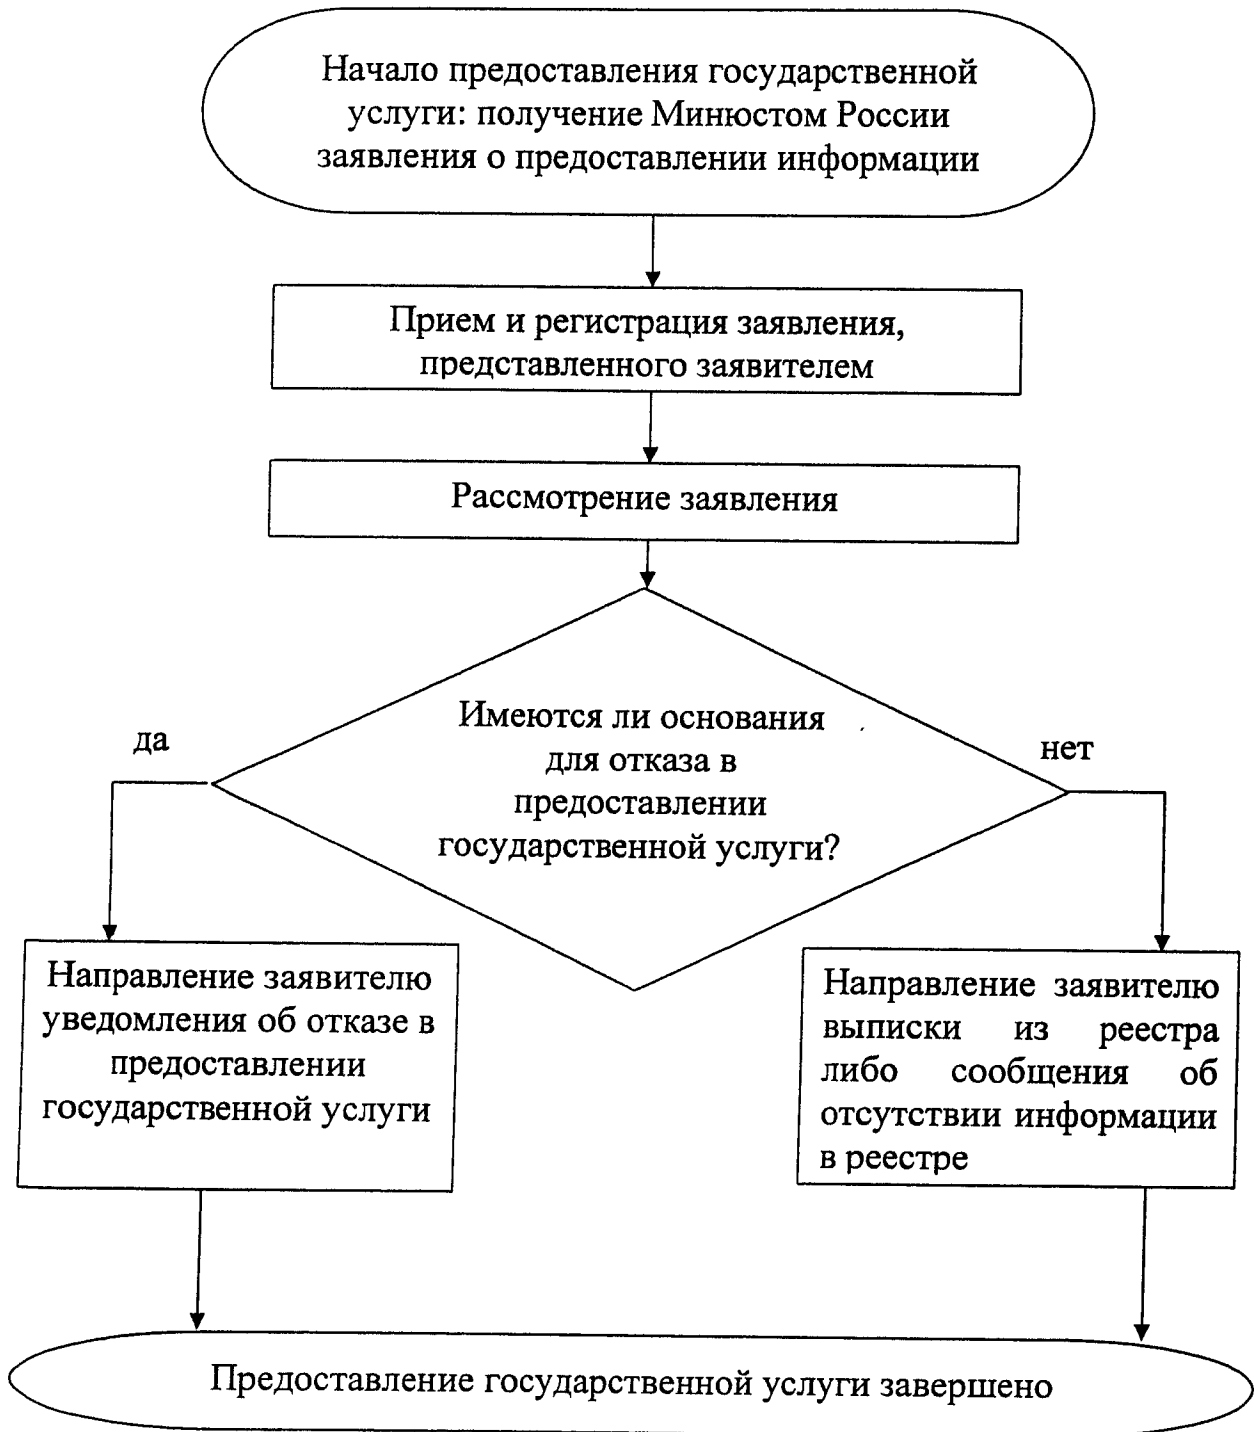 Начало предоставления государственной
услуги: получение Минюстом России
заявления о предоставлении информации
Прием и регистрация заявления,
представленного заявителем
Рассмотрение заявления
Имеются ли основания
для отказа в
предоставлении
государственной услуги?
да
нет
Направление заявителю
уведомления об отказе в
предоставлении
государственной услуги
Направление заявителю
выписки из реестра
либо сообщения об
отсутствии информации
в реестре
Предоставление государственной услуги завершено